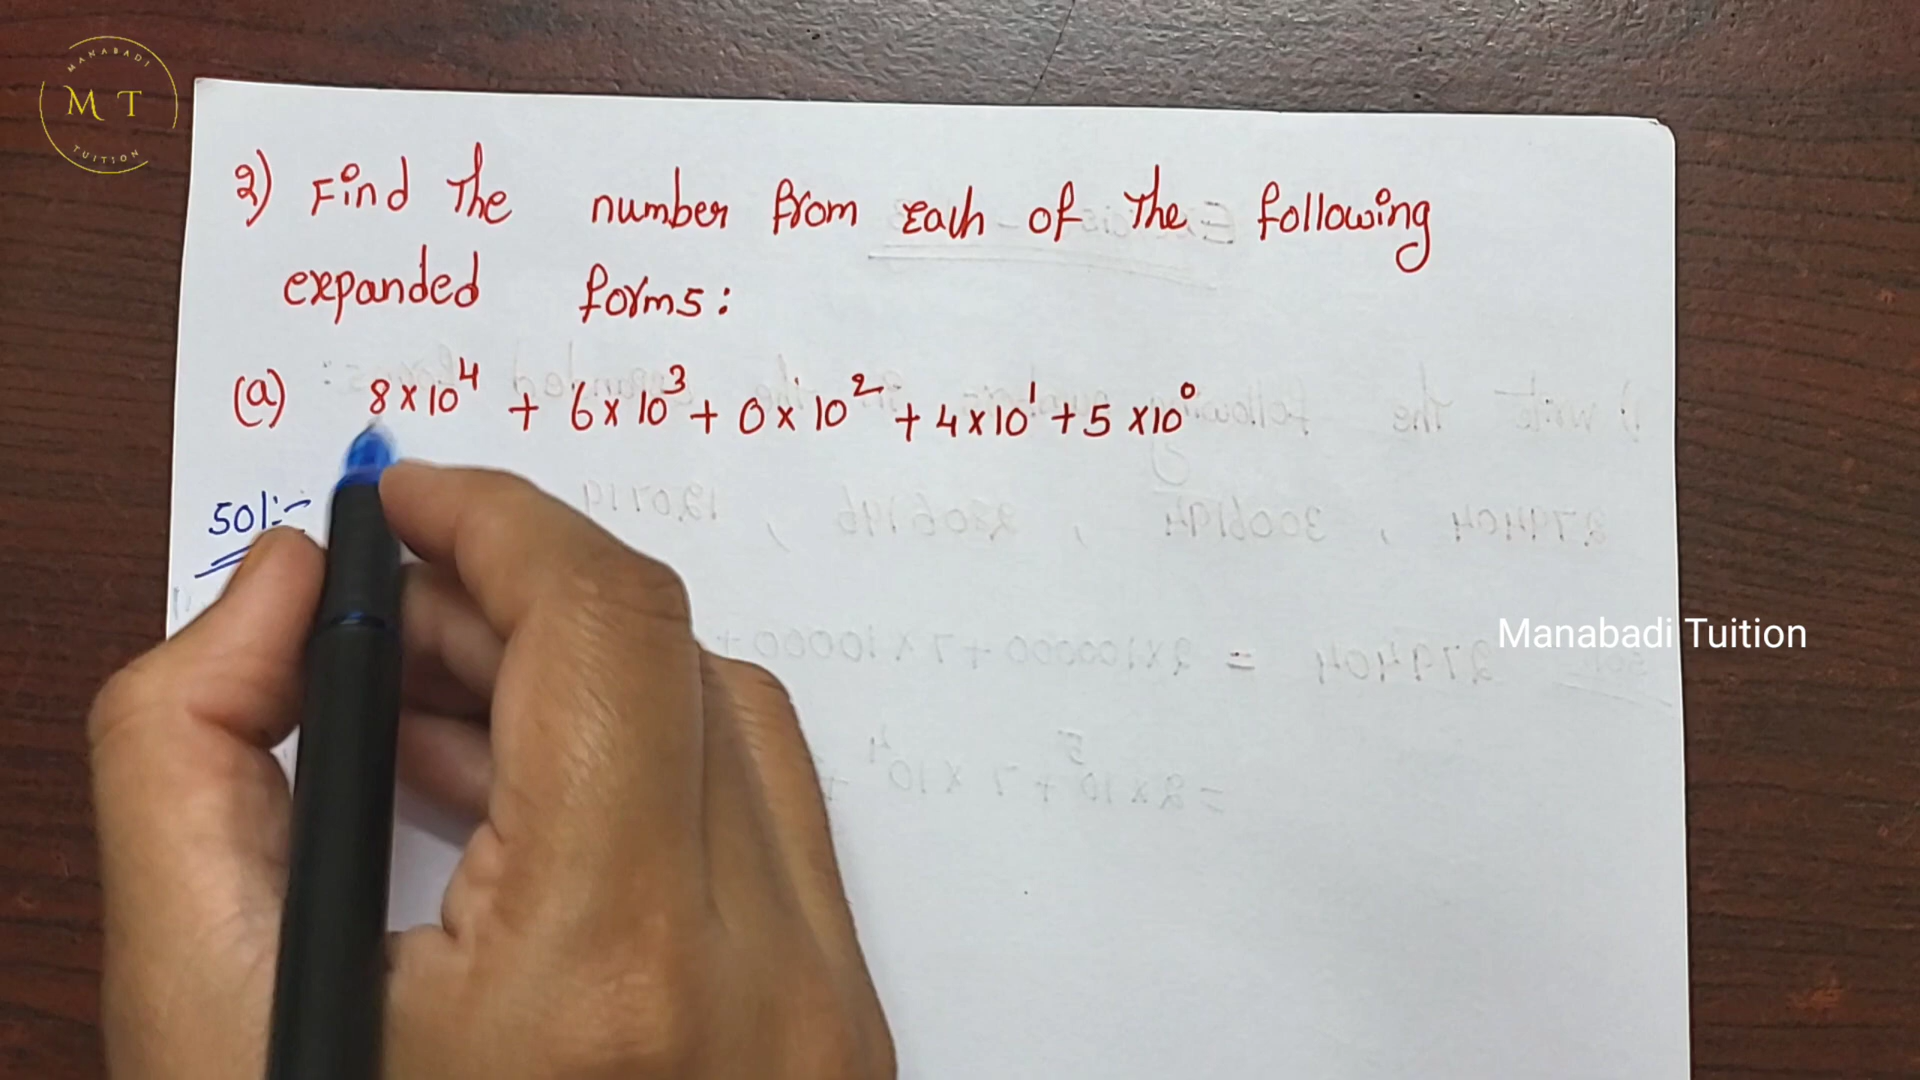 MANABADI
M T
TUITION
2) Find The number from Each of The following
expanded forms:
(a) 8×10⁴ + 6×10³ + 0×10² + 4×10¹ + 5×10⁰
Sol:-
Manabadi Tuition